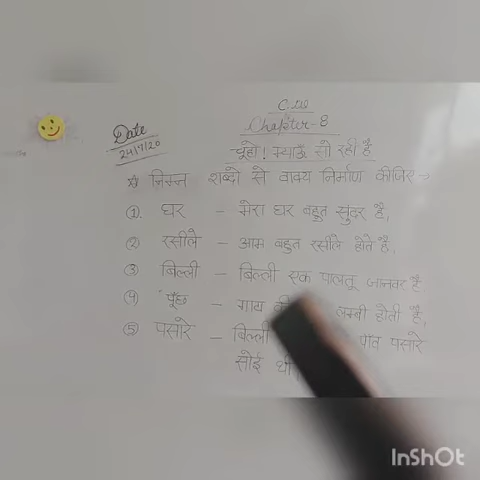 C.W
Chapter-8
Date
24/7/20
चूहो! म्याऊँ सो रही है
निम्न शब्दो से वाक्य निर्माण कीजिए
① घर - मेरा घर बहुत सुंदर है,
② रसीले - आम बहुत रसीले होते है,
③ बिल्ली - बिल्ली एक पालतू जानवर है
④ पूँछ - गाय की लम्बी होती है,
⑤ पसारे - बिल्ली पाँव पसारे
सोई थी
InShOt